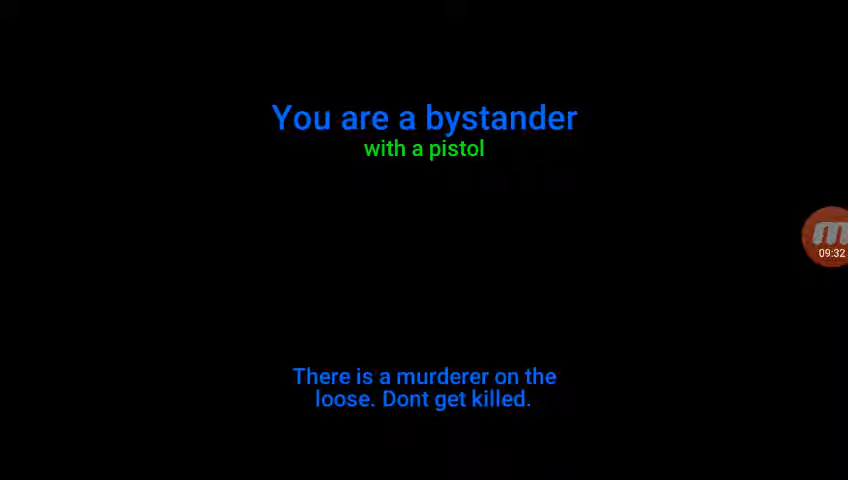 You are a bystander
with a pistol
09:32
There is a murderer on the
loose. Dont get killed.